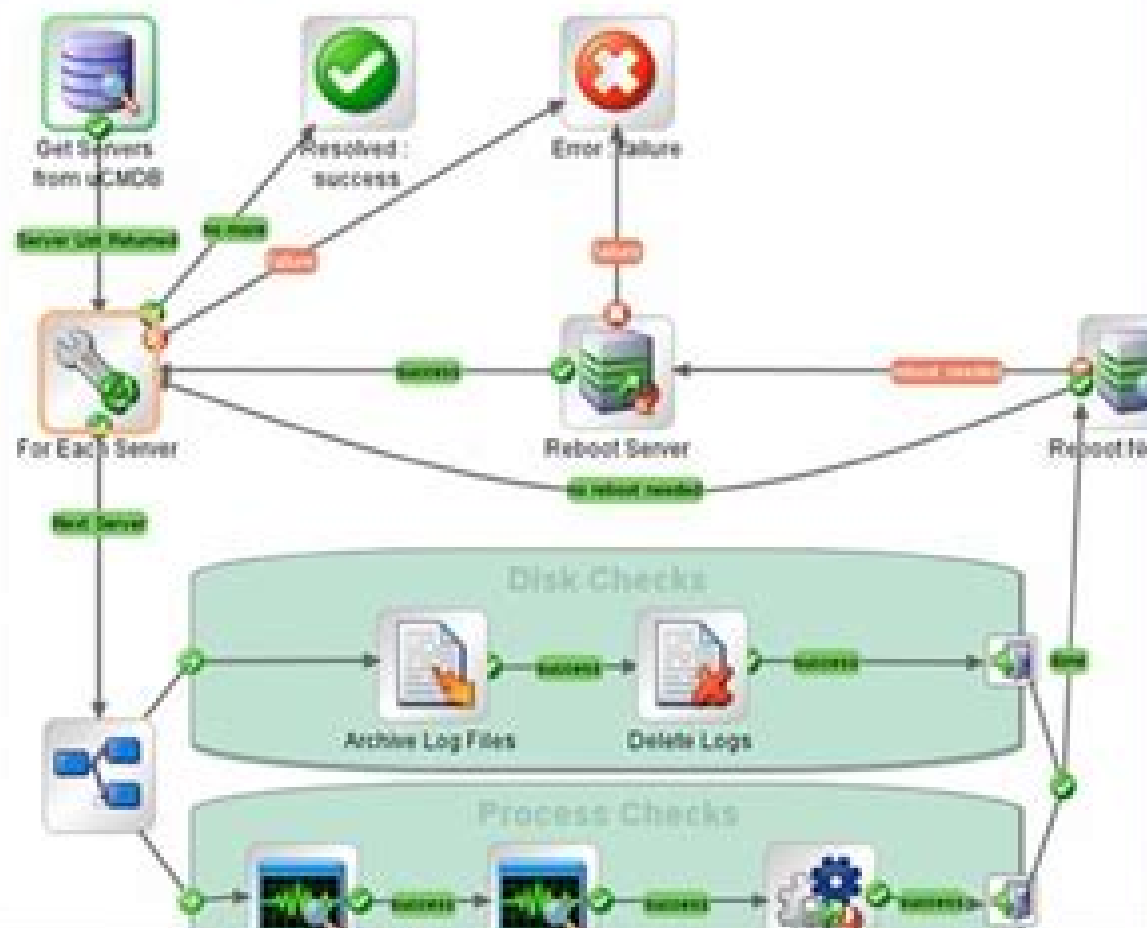 Get Servers
from uCMDB
Resolved :
success
Error : failure
Server List Returned
no more
failure
failure
success
reboot needed
For Each Server
Reboot Server
Reboot
no reboot needed
Next Server
Disk Checks
success
success
done
Archive Log Files
Delete Logs
Process Checks
success
success
success